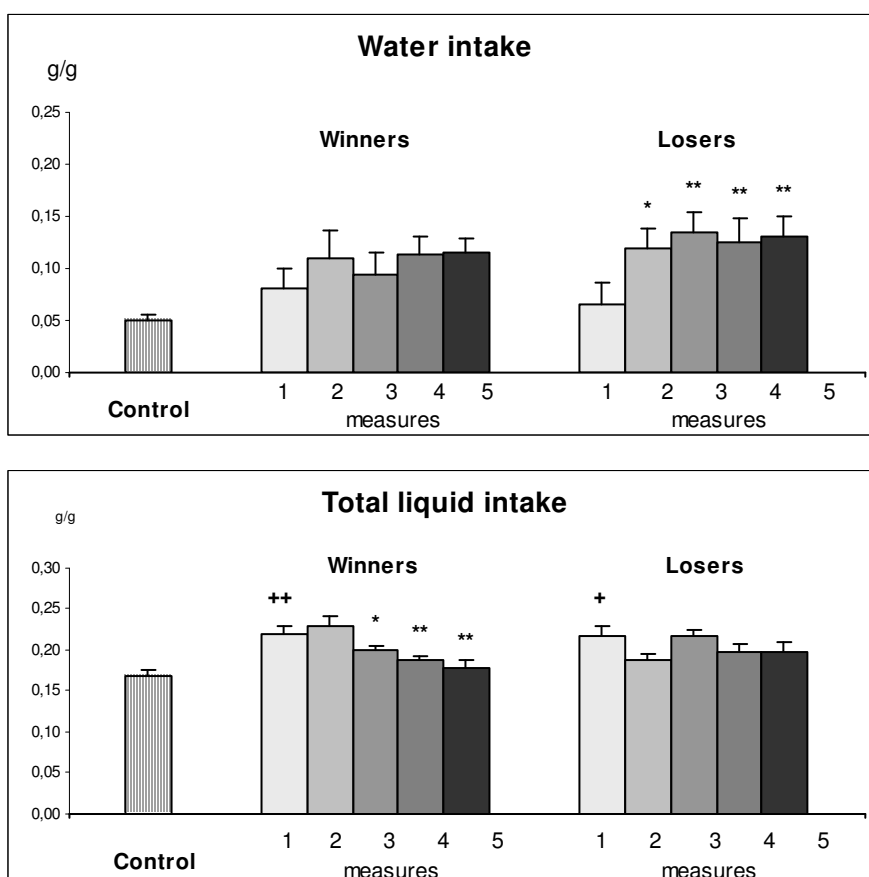 Water intake
g/g
0,25
0,20
0,15
0,10
0,05
0,00
Winners
Losers
* ** ** **
Control
1 2 3 4 5
measures
1 2 3 4 5
measures
Total liquid intake
g/g
0,30
0,25
0,20
0,15
0,10
0,05
0,00
Winners
Losers
++ * ** **
+
Control
1 2 3 4 5
measures
1 2 3 4 5
measures